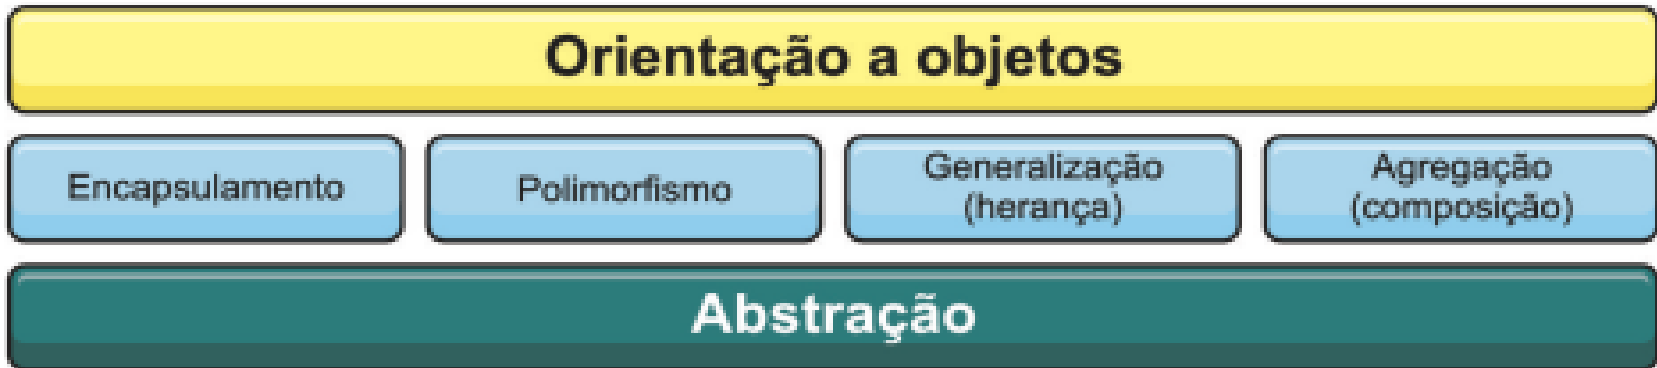 Orientação a objetos
Encapsulamento
Polimorfismo
Generalização
(herança)
Agregação
(composição)
Abstração